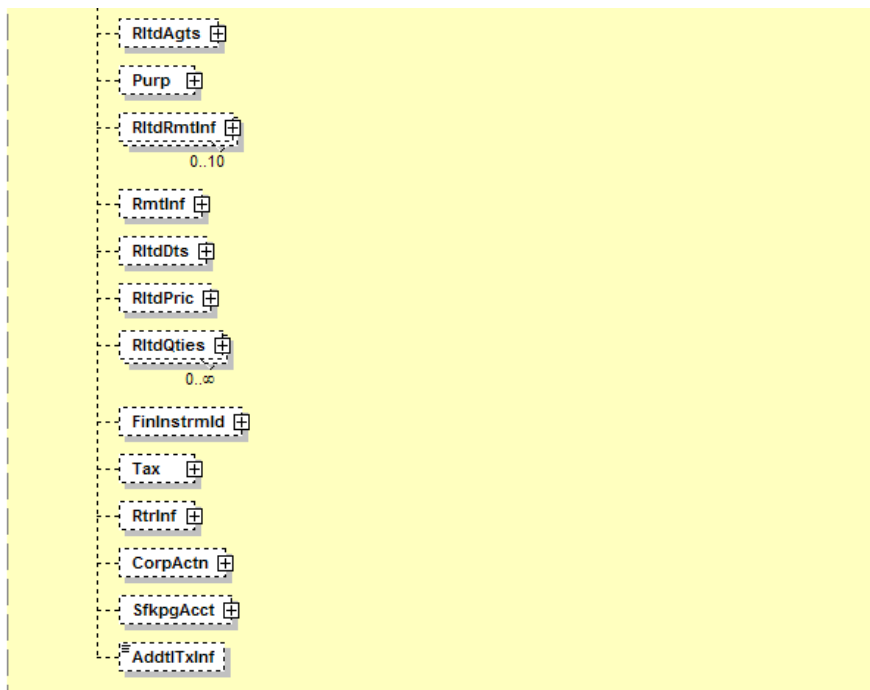 RltdAgts
Purp
RltdRmtInf
0..10
RmtInf
RltdDts
RltdPric
RltdQties
0..∞
FinInstrmId
Tax
RtrInf
CorpActn
SfkpgAcct
AddtlTxInf